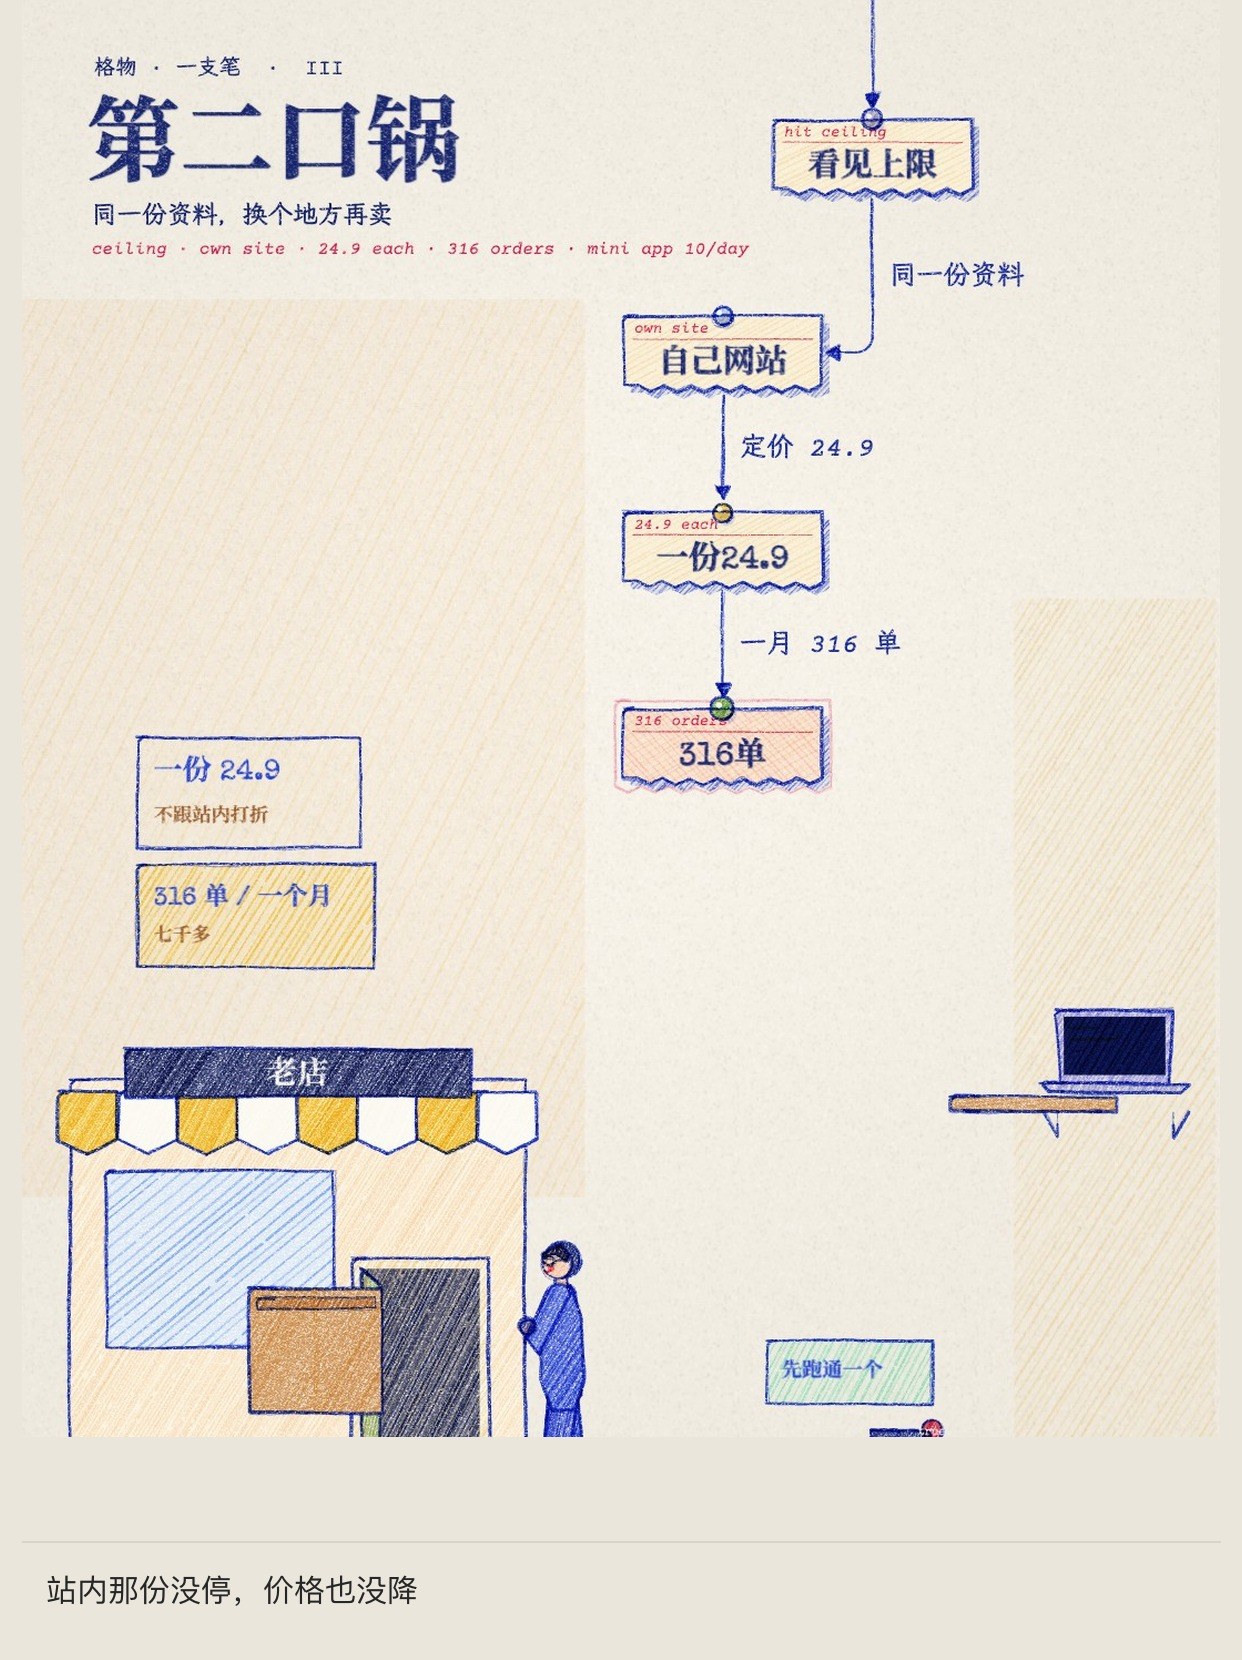 格物 · 一支笔 · III
第二口锅
同一份资料，换个地方再卖
ceiling · own site · 24.9 each · 316 orders · mini app 10/day
hit ceiling
看见上限
同一份资料
own site
自己网站
定价 24.9
24.9 each
一份24.9
一月 316 单
316 orders
316单
一份 24.9
不跟站内打折
316 单 / 一个月
七千多
老店
先跑通一个
站内那份没停，价格也没降